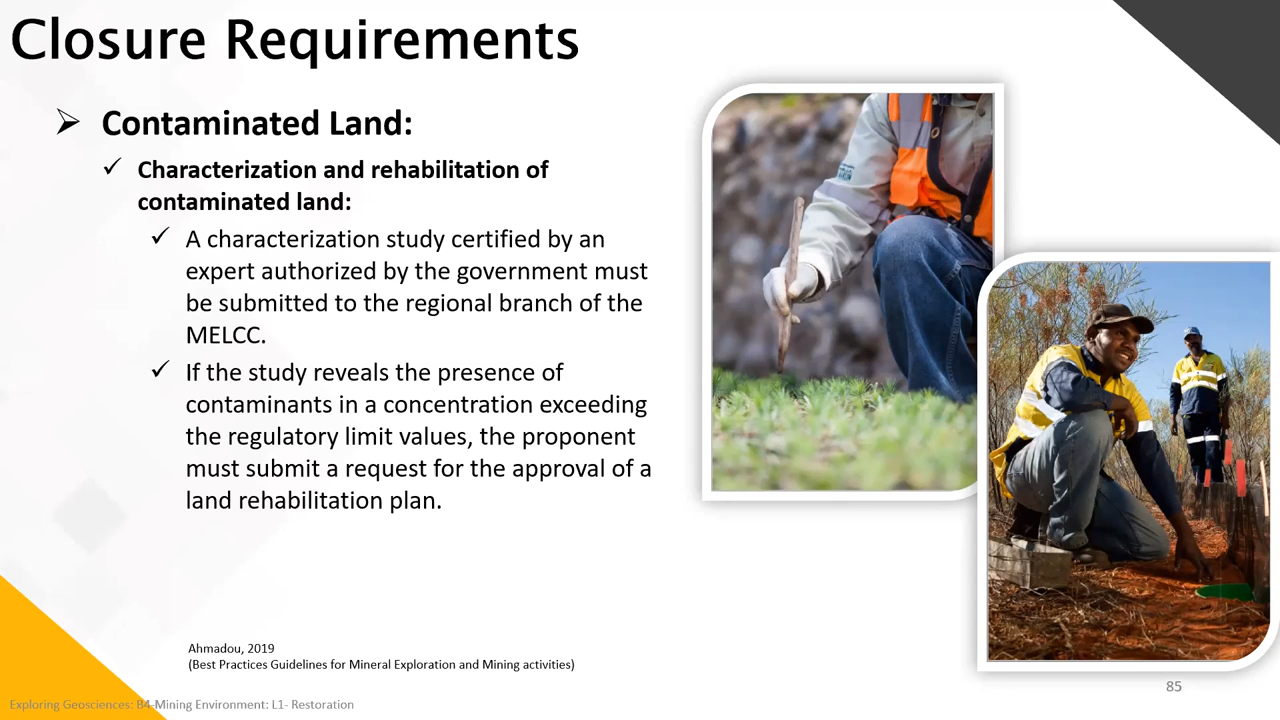 Closure Requirements
Contaminated Land:
Characterization and rehabilitation of
contaminated land:
A characterization study certified by an
expert authorized by the government must
be submitted to the regional branch of the
MELCC.
If the study reveals the presence of
contaminants in a concentration exceeding
the regulatory limit values, the proponent
must submit a request for the approval of a
land rehabilitation plan.
Ahmadou, 2019
(Best Practices Guidelines for Mineral Exploration and Mining activities)
85
Exploring Geosciences: B4-Mining Environment: L1- Restoration